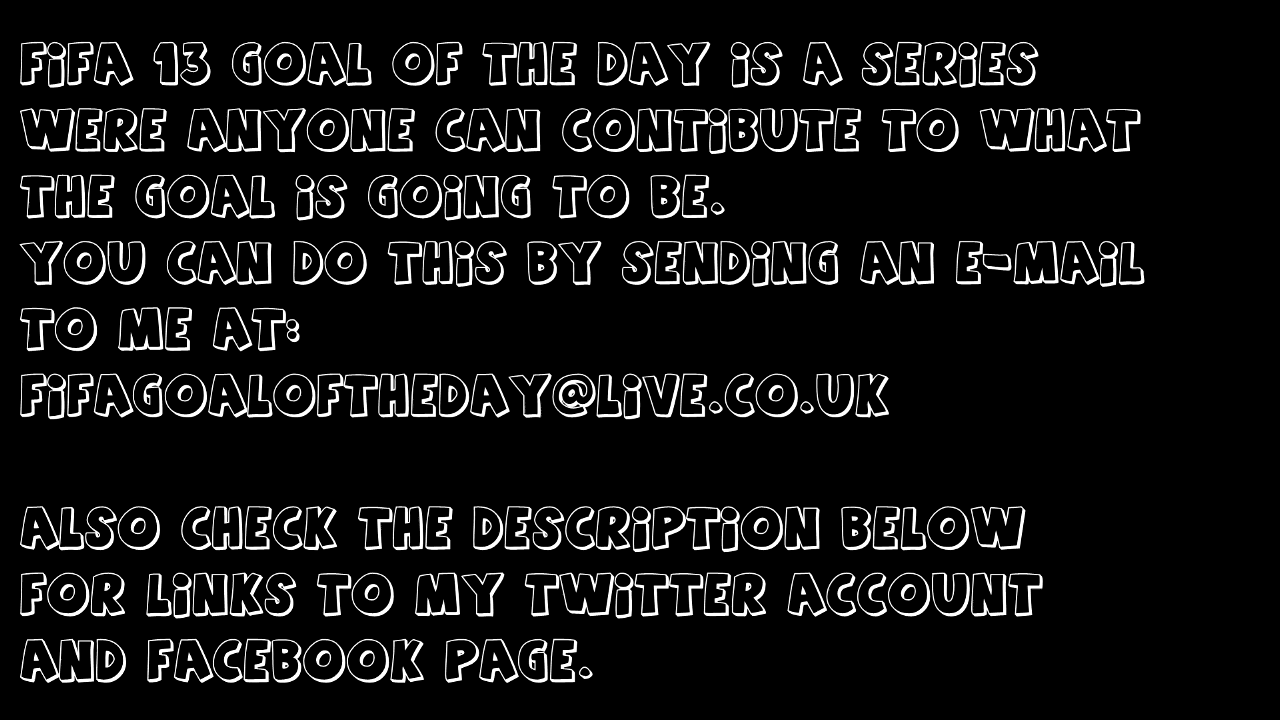 FiFA 13 GOAL OF THE DAY iS A SERiES
WERE ANYONE CAN CONTiBUTE TO WHAT
THE GOAL iS GOiNG TO BE.
YOU CAN DO THiS BY SENDiNG AN E-MAiL
TO ME AT:
FiFAGOALOFTHEDAY@LiVE.CO.UK
ALSO CHECK THE DESCRiPTiON BELOW
FOR LiNKS TO MY TWiTTER ACCOUNT
AND FACEBOOK PAGE.